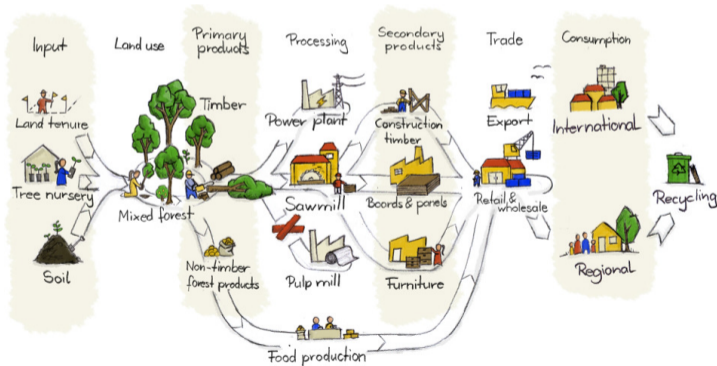 Input
Land use
Primary
products
Processing
Secondary
products
Trade
Consumption
Land tenure
Timber
Power plant
Construction
timber
Export
International
Tree nursery
Mixed forest
Sawmill
Boards & panels
Retail &
wholesale
Recycling
Soil
Non-timber
forest products
Pulp mill
Furniture
Regional
Food production